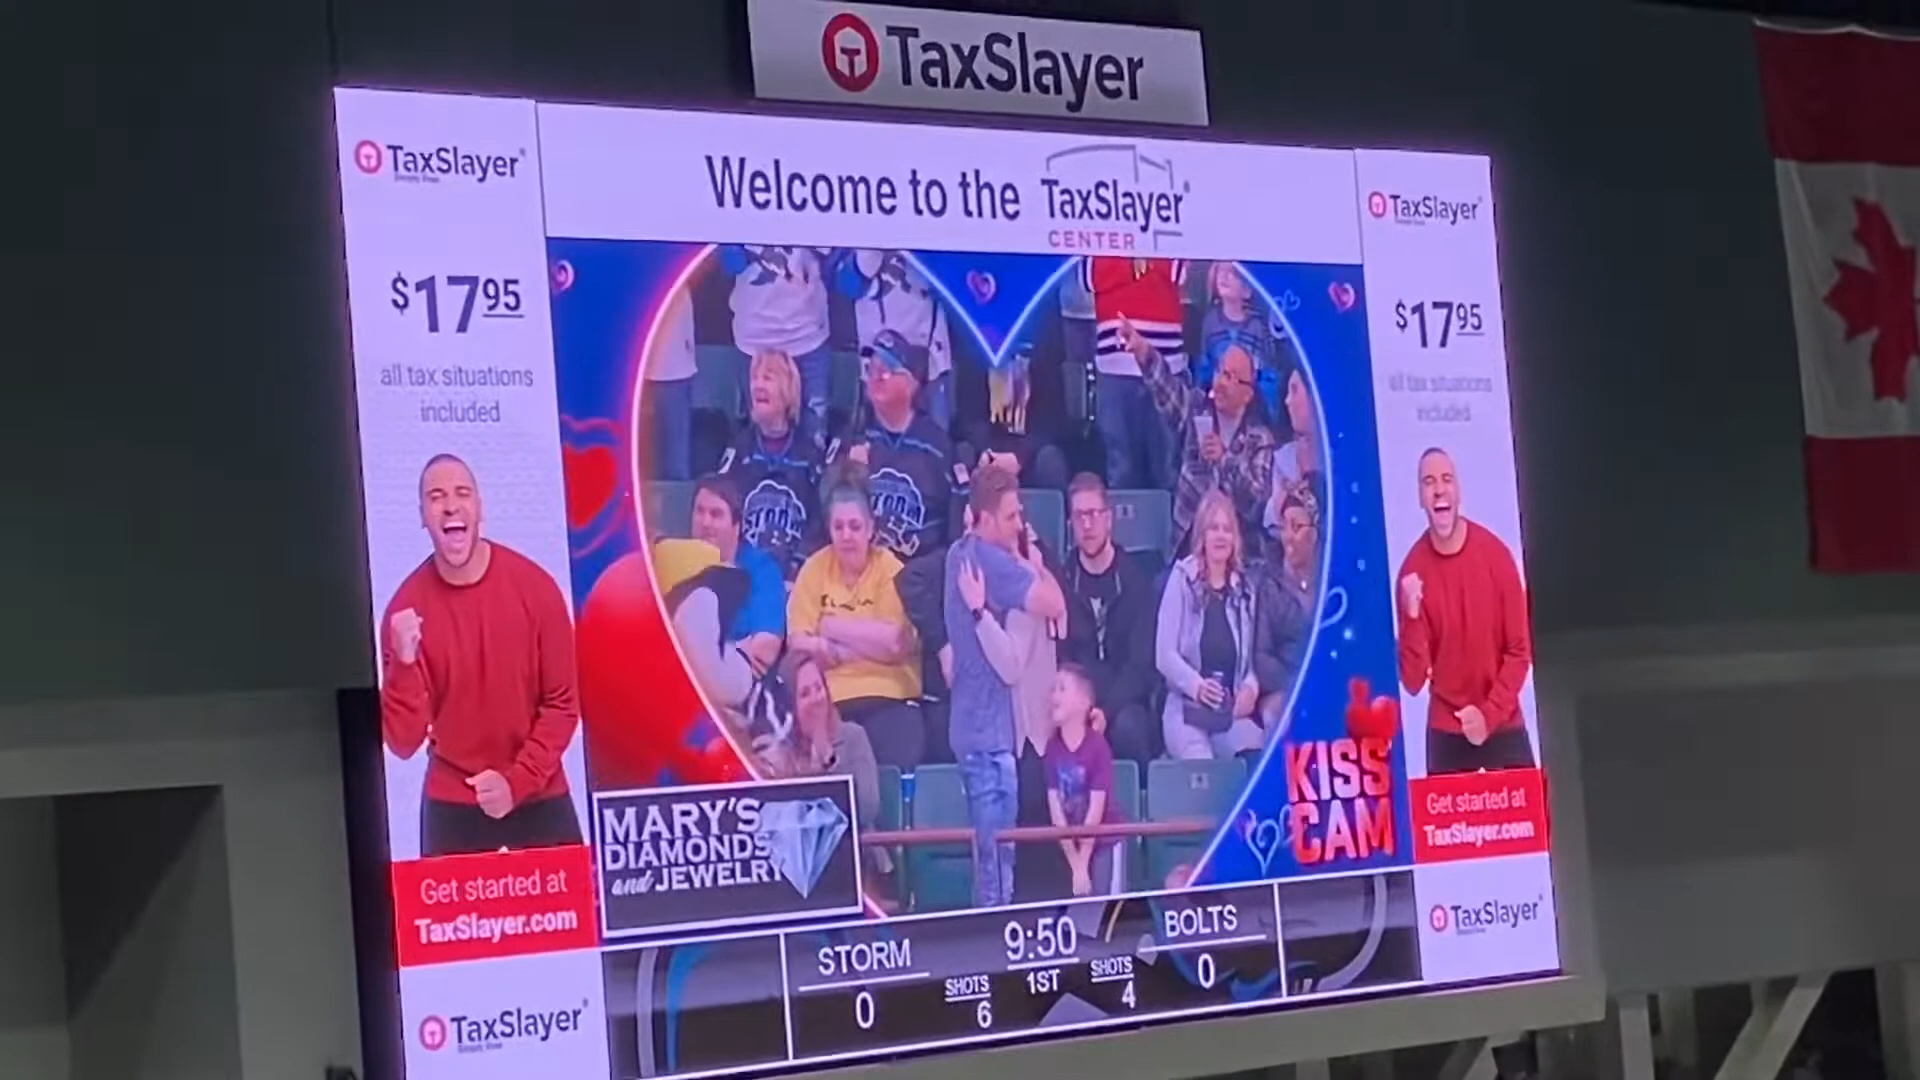 TaxSlayer
TaxSlayer
Welcome to the TaxSlayer
CENTER
TaxSlayer
$17 95
all tax situations
included
$17 95
all tax situations
included
STORM
STORM
KISS
CAM
MARY'S
DIAMONDS
and JEWELRY
Get started at
TaxSlayer.com
Get started at
TaxSlayer.com
STORM
0
SHOTS
6
9:50
1ST
SHOTS
4
BOLTS
0
TaxSlayer
TaxSlayer